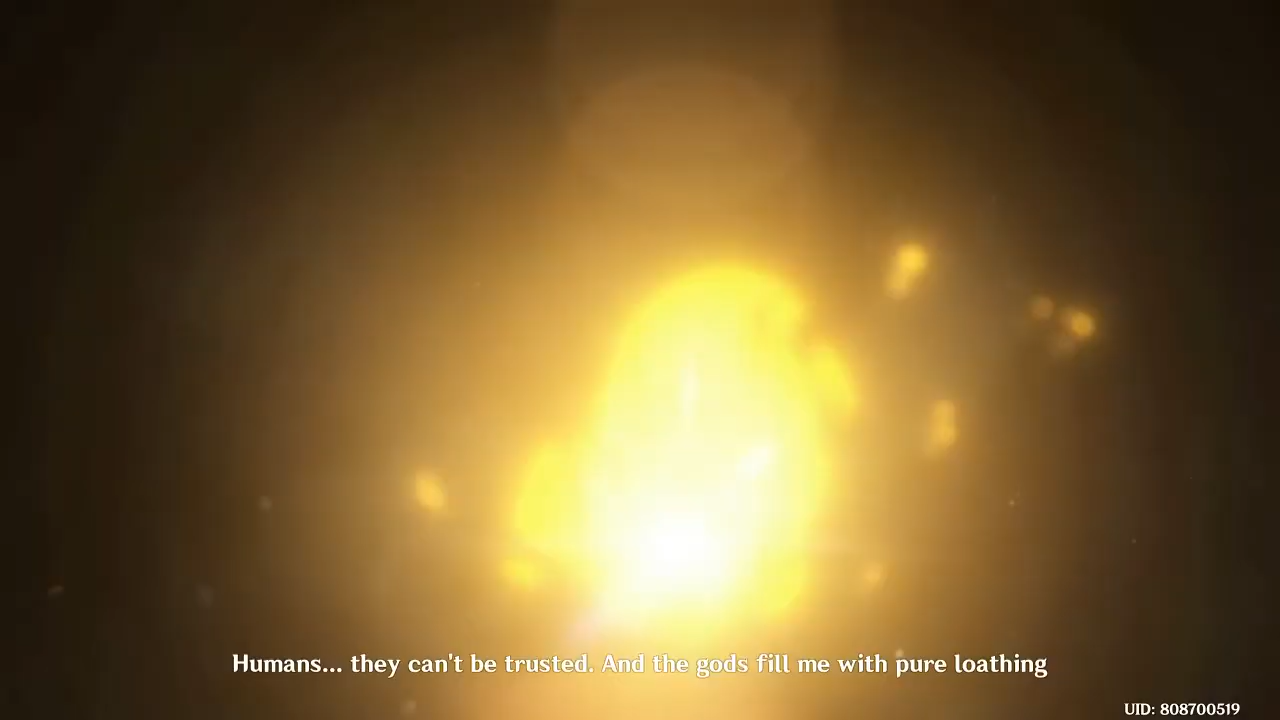 Humans... they can't be trusted. And the gods fill me with pure loathing
UID: 808700519